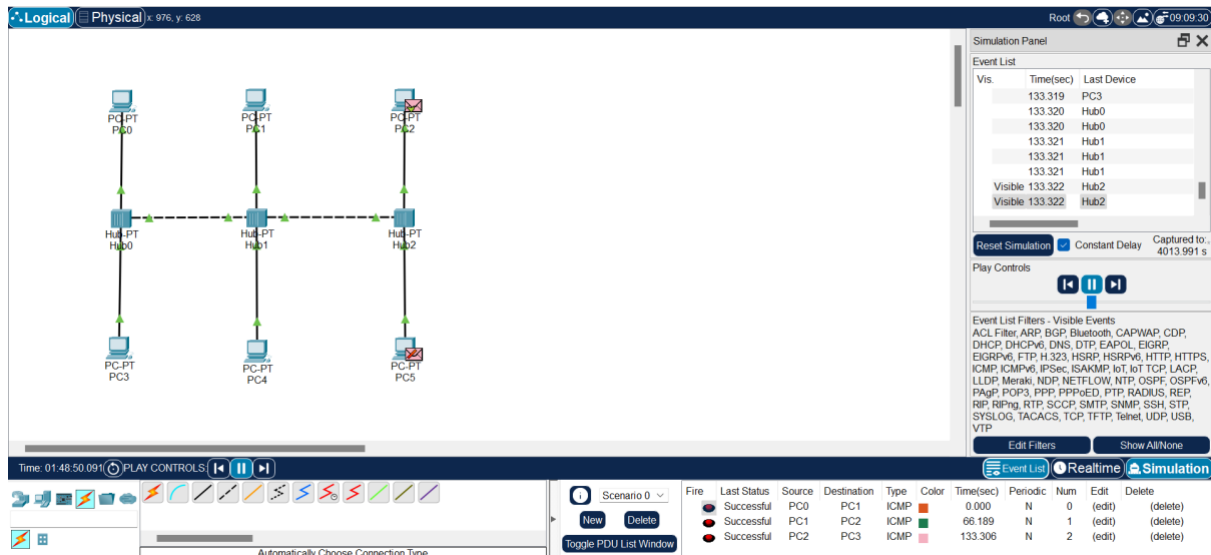 Logical Physical x: 976, y: 628 Root 09:09:30
PC-PT
PC0
PC-PT
PC1
PC-PT
PC2
Hub-PT
Hub0
Hub-PT
Hub1
Hub-PT
Hub2
PC-PT
PC3
PC-PT
PC4
PC-PT
PC5
Simulation Panel
Event List
Vis. Time(sec) Last Device
133.319 PC3
133.320 Hub0
133.320 Hub0
133.321 Hub1
133.321 Hub1
133.321 Hub1
Visible 133.322 Hub2
Visible 133.322 Hub2
Reset Simulation Constant Delay Captured to:
4013.991 s
Play Controls
Event List Filters - Visible Events
ACL Filter, ARP, BGP, Bluetooth, CAPWAP, CDP,
DHCP, DHCPv6, DNS, DTP, EAPOL, EIGRP,
EIGRPv6, FTP, H.323, HSRP, HSRPv6, HTTP, HTTPS,
ICMP, ICMPv6, IPSec, ISAKMP, IoT, IoT TCP, LACP,
LLDP, Meraki, NDP, NETFLOW, NTP, OSPF, OSPFv6,
PAgP, POP3, PPP, PPPoED, PTP, RADIUS, REP,
RIP, RIPng, RTP, SCCP, SMTP, SNMP, SSH, STP,
SYSLOG, TACACS, TCP, TFTP, Telnet, UDP, USB,
VTP
Edit Filters Show All/None
Time: 01:48:50.091 PLAY CONTROLS: Event List Realtime Simulation
Automatically Choose Connection Type
Scenario 0
New Delete
Toggle PDU List Window
Fire Last Status Source Destination Type Color Time(sec) Periodic Num Edit Delete
Successful PC0 PC1 ICMP 0.000 N 0 (edit) (delete)
Successful PC1 PC2 ICMP 66.189 N 1 (edit) (delete)
Successful PC2 PC3 ICMP 133.306 N 2 (edit) (delete)